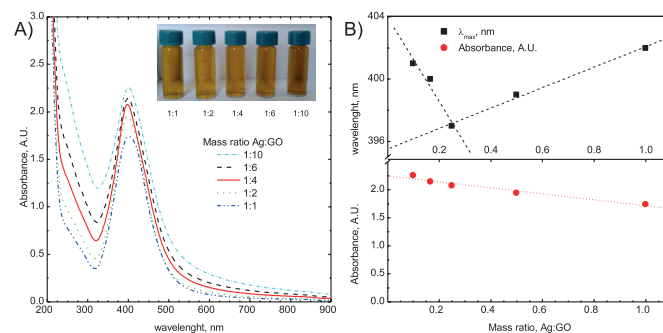 A)
3.0
2.5
2.0
1.5
1.0
0.5
0.0
Absorbance, A.U.
200 300 400 500 600 700 800 900
wavelenght, nm
1:1 1:2 1:4 1:6 1:10
Mass ratio Ag:GO
1:10
1:6
1:4
1:2
1:1
B)
404
400
396
wavelenght, nm
λmax, nm
Absorbance, A.U.
0.2 0.4 0.6 0.8 1.0
2.0
1.5
1.0
0.5
0.0
Absorbance, A.U.
0.2 0.4 0.6 0.8 1.0
Mass ratio, Ag:GO